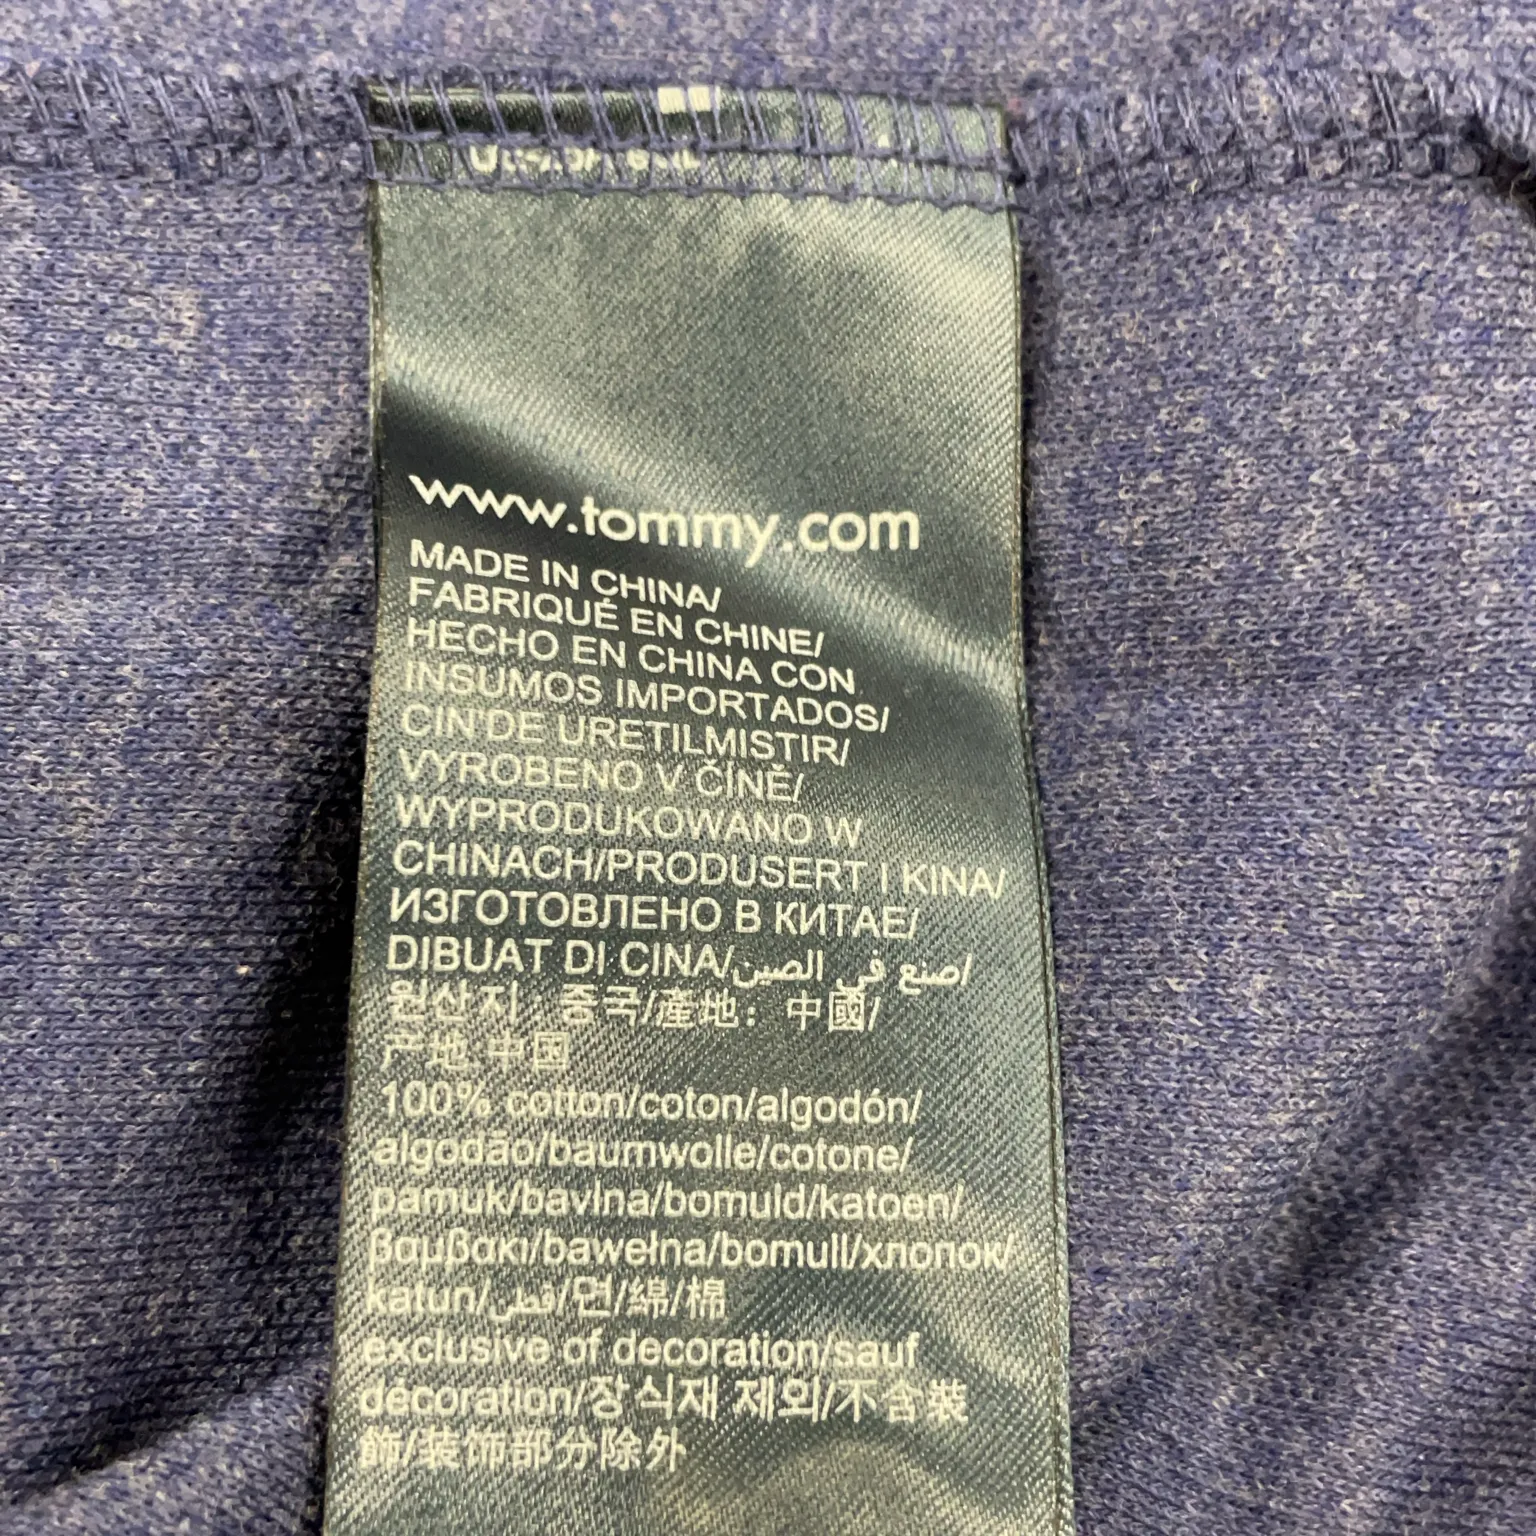 www.tommy.com
MADE IN CHINA/
FABRIQUÉ EN CHINE/
HECHO EN CHINA CON
INSUMOS IMPORTADOS/
CIN'DE URETILMISTIR/
VYROBENO V ČÍNĚ/
WYPRODUKOWANO W
CHINACH/PRODUSERT I KINA/
ИЗГОТОВЛЕНО В КИТАЕ/
DIBUAT DI CINA/صنع في الصين/
원산지: 중국/產地: 中國/
产地 中国
100% cotton/coton/algodón/
algodão/baumwolle/cotone/
pamuk/bavlna/bomuld/katoen/
βαμβακι/bawełna/bomull/хлопок/
katun/قطن/면/綿/棉
exclusive of decoration/sauf
décoration/장식재 제외/不含裝
飾/装饰部分除外